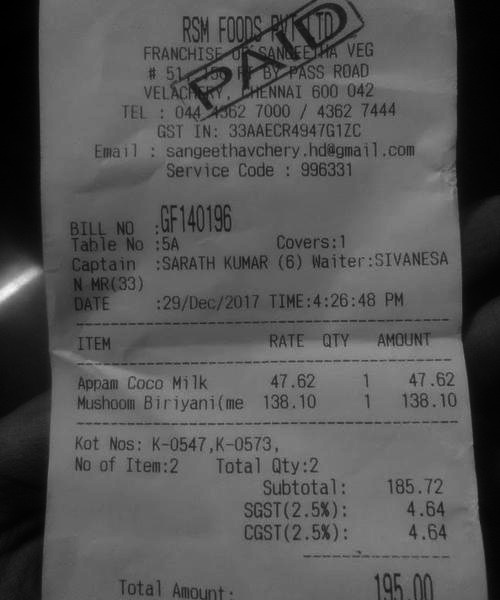 RSM FOODS PVT LTD
FRANCHISE OF SANGEETHA VEG
# 51, 150 FT BY PASS ROAD
VELACHERY, CHENNAI 600 042
TEL : 044 4362 7000 / 4362 7444
GST IN: 33AAECR4947G1ZC
Email : sangeethavchery.hd@gmail.com
Service Code : 996331
PAID
BILL NO :GF140196
Table No :5A Covers:1
Captain :SARATH KUMAR (6) Waiter:SIVANESA
N MR(33)
DATE :29/Dec/2017 TIME:4:26:48 PM
ITEM RATE QTY AMOUNT
Appam Coco Milk 47.62 1 47.62
Mushoom Biriyani(me 138.10 1 138.10
Kot Nos: K-0547,K-0573,
No of Item:2 Total Qty:2
Subtotal: 185.72
SGST(2.5%): 4.64
CGST(2.5%): 4.64
Total Amount: 195.00